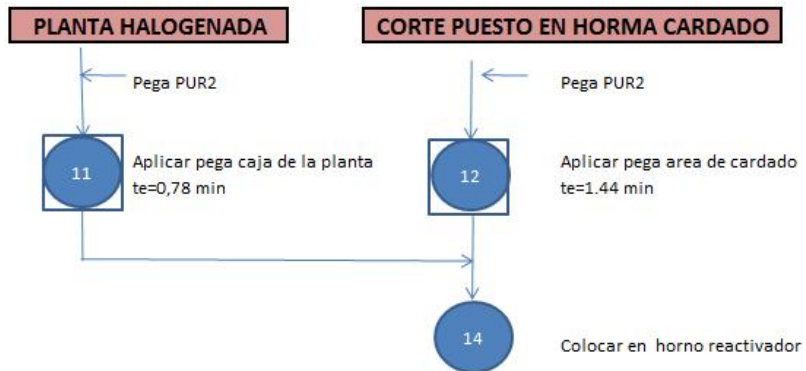 PLANTA HALOGENADA
CORTE PUESTO EN HORMA CARDADO
Pega PUR2
Pega PUR2
11
Aplicar pega caja de la planta
te=0,78 min
12
Aplicar pega area de cardado
te=1.44 min
14
Colocar en horno reactivador